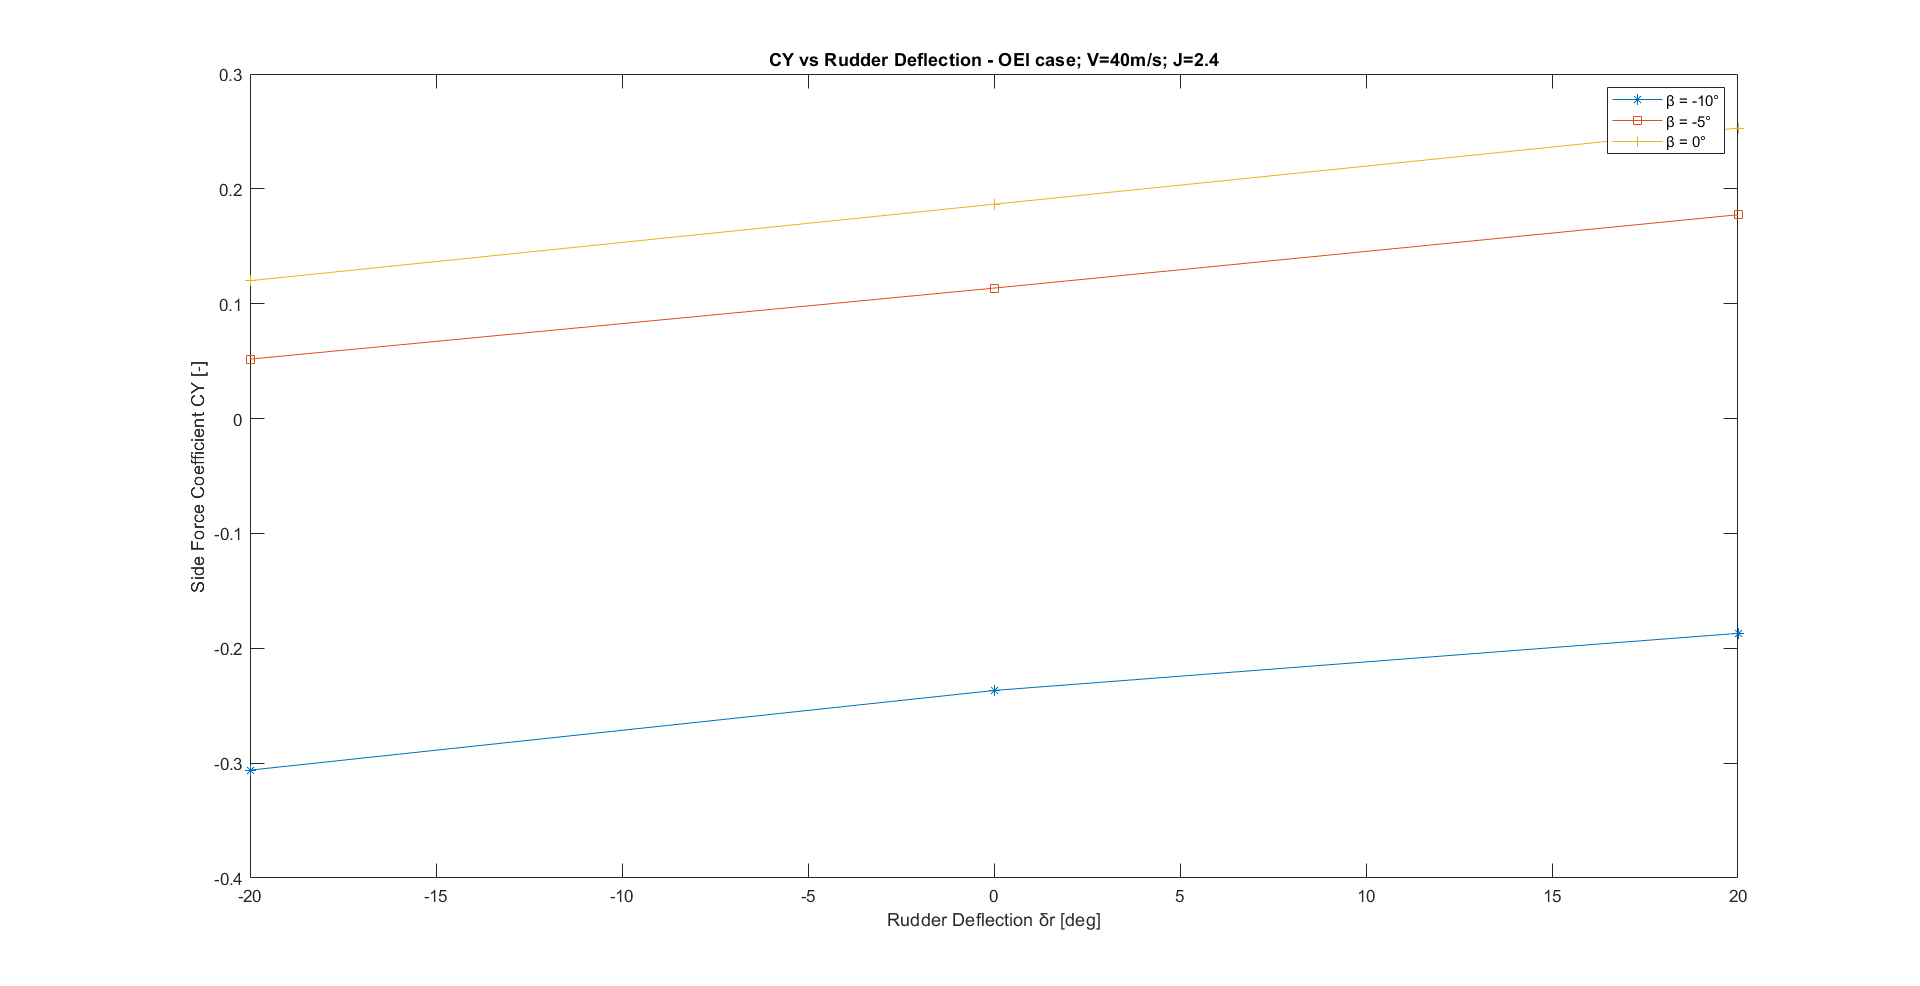 CY vs Rudder Deflection - OEI case; V=40m/s; J=2.4
β = -10°
β = -5°
β = 0°
0.3
0.2
0.1
0
-0.1
-0.2
-0.3
-0.4
Side Force Coefficient CY [-]
-20 -15 -10 -5 0 5 10 15 20
Rudder Deflection δr [deg]